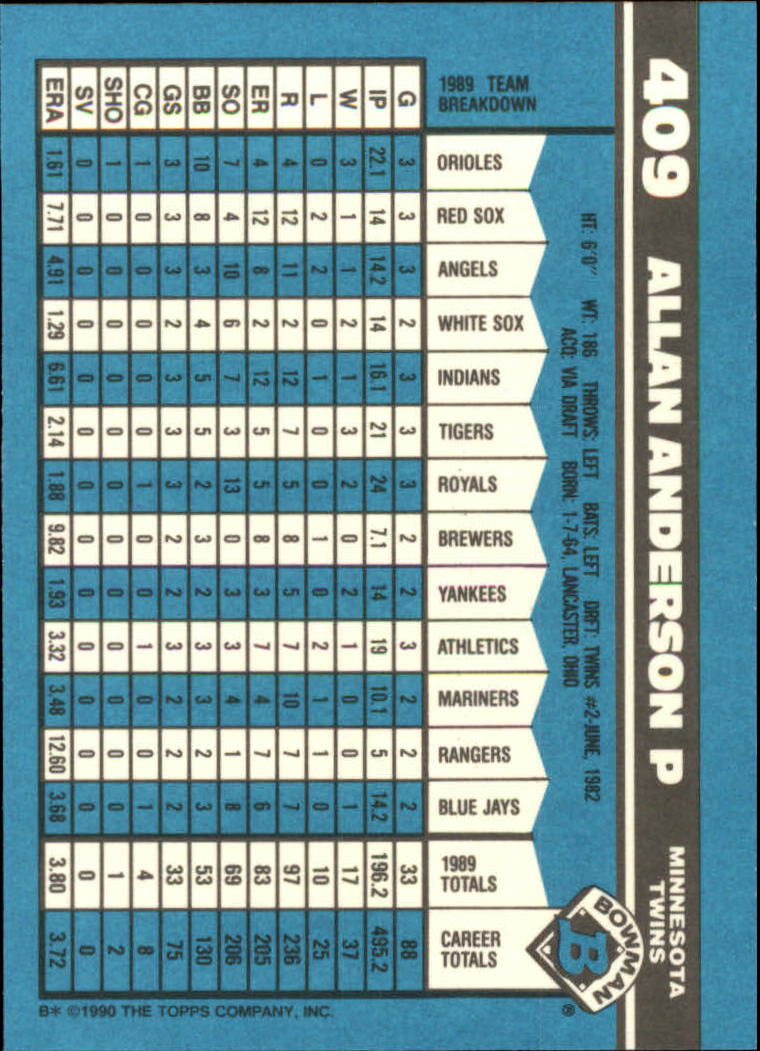 409 ALLAN ANDERSON P MINNESOTA
TWINS
HT: 6'0" WT: 186 THROWS: LEFT BATS: LEFT DRFT: TWINS #2-JUNE, 1982
ACQ: VIA DRAFT BORN: 1-7-64, LANCASTER, OHIO
BOWMAN
B
®
1989 TEAM
BREAKDOWN
G IP W L R ER SO BB GS CG SHO SV ERA
ORIOLES 3 22.1 3 0 4 4 7 10 3 1 1 0 1.61
RED SOX 3 14 1 2 12 12 4 8 3 0 0 0 7.71
ANGELS 3 14.2 1 2 11 8 10 3 3 0 0 0 4.91
WHITE SOX 2 14 2 0 2 2 6 4 2 0 0 0 1.29
INDIANS 3 16.1 1 1 12 12 7 5 3 0 0 0 6.61
TIGERS 3 21 3 0 7 5 3 5 3 0 0 0 2.14
ROYALS 3 24 2 0 5 5 13 2 3 1 0 0 1.88
BREWERS 2 7.1 0 1 8 8 0 3 2 0 0 0 9.82
YANKEES 2 14 2 0 5 3 3 2 2 0 0 0 1.93
ATHLETICS 3 19 1 2 7 7 3 3 3 1 0 0 3.32
MARINERS 2 10.1 0 1 10 4 4 3 2 0 0 0 3.48
RANGERS 2 5 0 1 7 7 1 2 2 0 0 0 12.60
BLUE JAYS 2 14.2 1 0 7 6 8 3 2 1 0 0 3.68
1989
TOTALS 33 196.2 17 10 97 83 69 53 33 4 1 0 3.80
CAREER
TOTALS 88 495.2 37 25 236 205 206 130 75 8 2 0 3.72
B* ©1990 THE TOPPS COMPANY, INC.